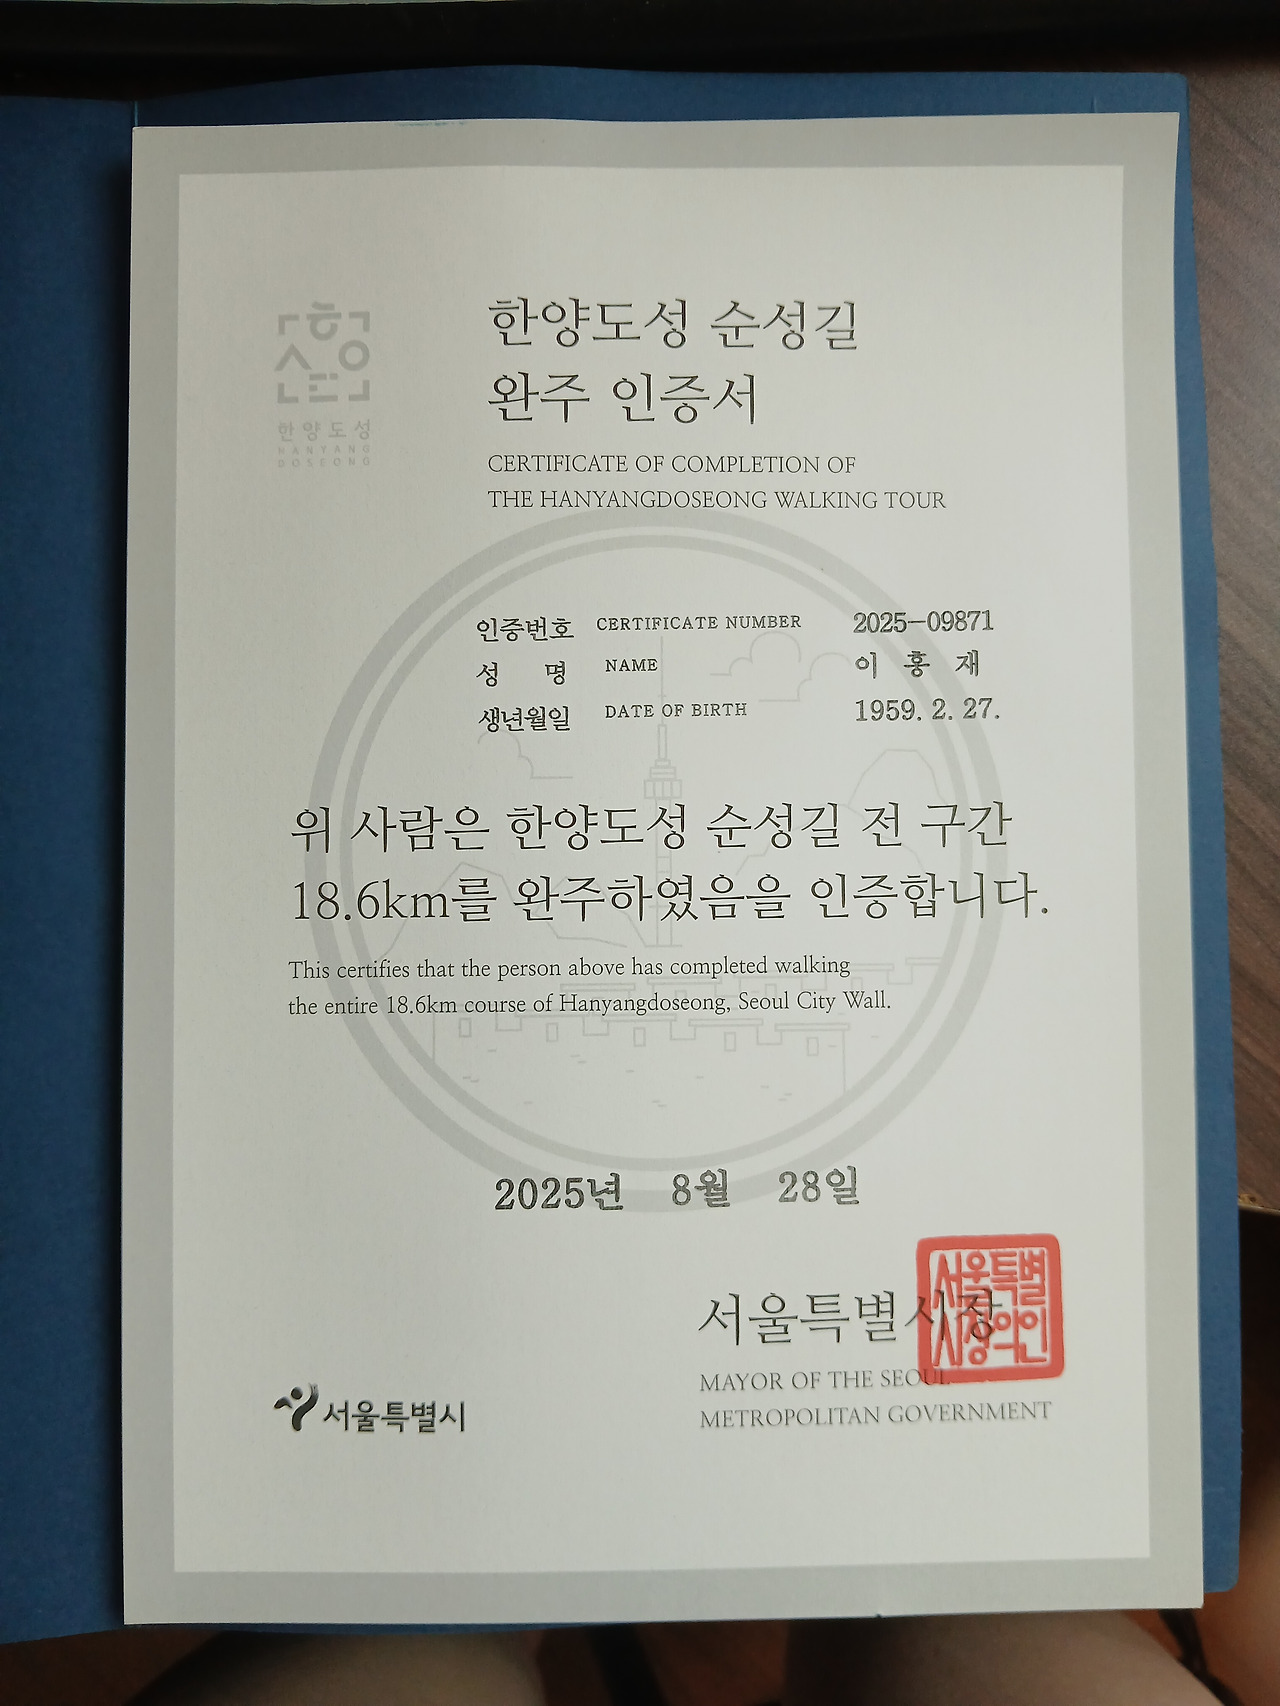 한양도성
HANYANG
DOSEONG
한양도성 순성길
완주 인증서
CERTIFICATE OF COMPLETION OF
THE HANYANGDOSEONG WALKING TOUR
인증번호 CERTIFICATE NUMBER 2025-09871
성 명 NAME 이 홍 재
생년월일 DATE OF BIRTH 1959. 2. 27.
위 사람은 한양도성 순성길 전 구간
18.6km를 완주하였음을 인증합니다.
This certifies that the person above has completed walking
the entire 18.6km course of Hanyangdoseong, Seoul City Wall.
2025년 8월 28일
서울특별시장
서울특별
시장의인
MAYOR OF THE SEOUL
METROPOLITAN GOVERNMENT
서울특별시